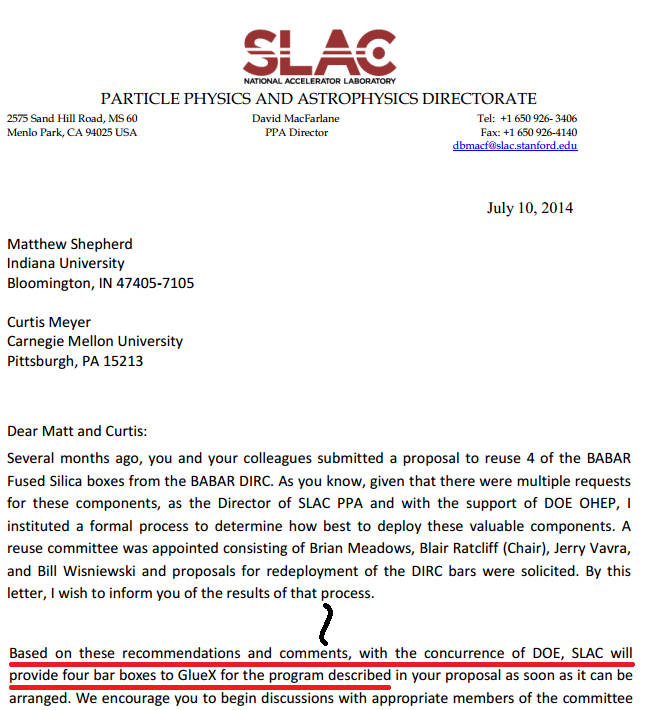 SLAC
NATIONAL ACCELERATOR LABORATORY
PARTICLE PHYSICS AND ASTROPHYSICS DIRECTORATE
2575 Sand Hill Road, MS 60
Menlo Park, CA 94025 USA
David MacFarlane
PPA Director
Tel: +1 650 926- 3406
Fax: +1 650 926-4140
dbmacf@slac.stanford.edu
July 10, 2014
Matthew Shepherd
Indiana University
Bloomington, IN 47405-7105
Curtis Meyer
Carnegie Mellon University
Pittsburgh, PA 15213
Dear Matt and Curtis:
Several months ago, you and your colleagues submitted a proposal to reuse 4 of the BABAR
Fused Silica boxes from the BABAR DIRC. As you know, given that there were multiple requests
for these components, as the Director of SLAC PPA and with the support of DOE OHEP, I
instituted a formal process to determine how best to deploy these valuable components. A
reuse committee was appointed consisting of Brian Meadows, Blair Ratcliff (Chair), Jerry Vavra,
and Bill Wisniewski and proposals for redeployment of the DIRC bars were solicited. By this
letter, I wish to inform you of the results of that process.
Based on these recommendations and comments, with the concurrence of DOE, SLAC will
provide four bar boxes to GlueX for the program described in your proposal as soon as it can be
arranged. We encourage you to begin discussions with appropriate members of the committee